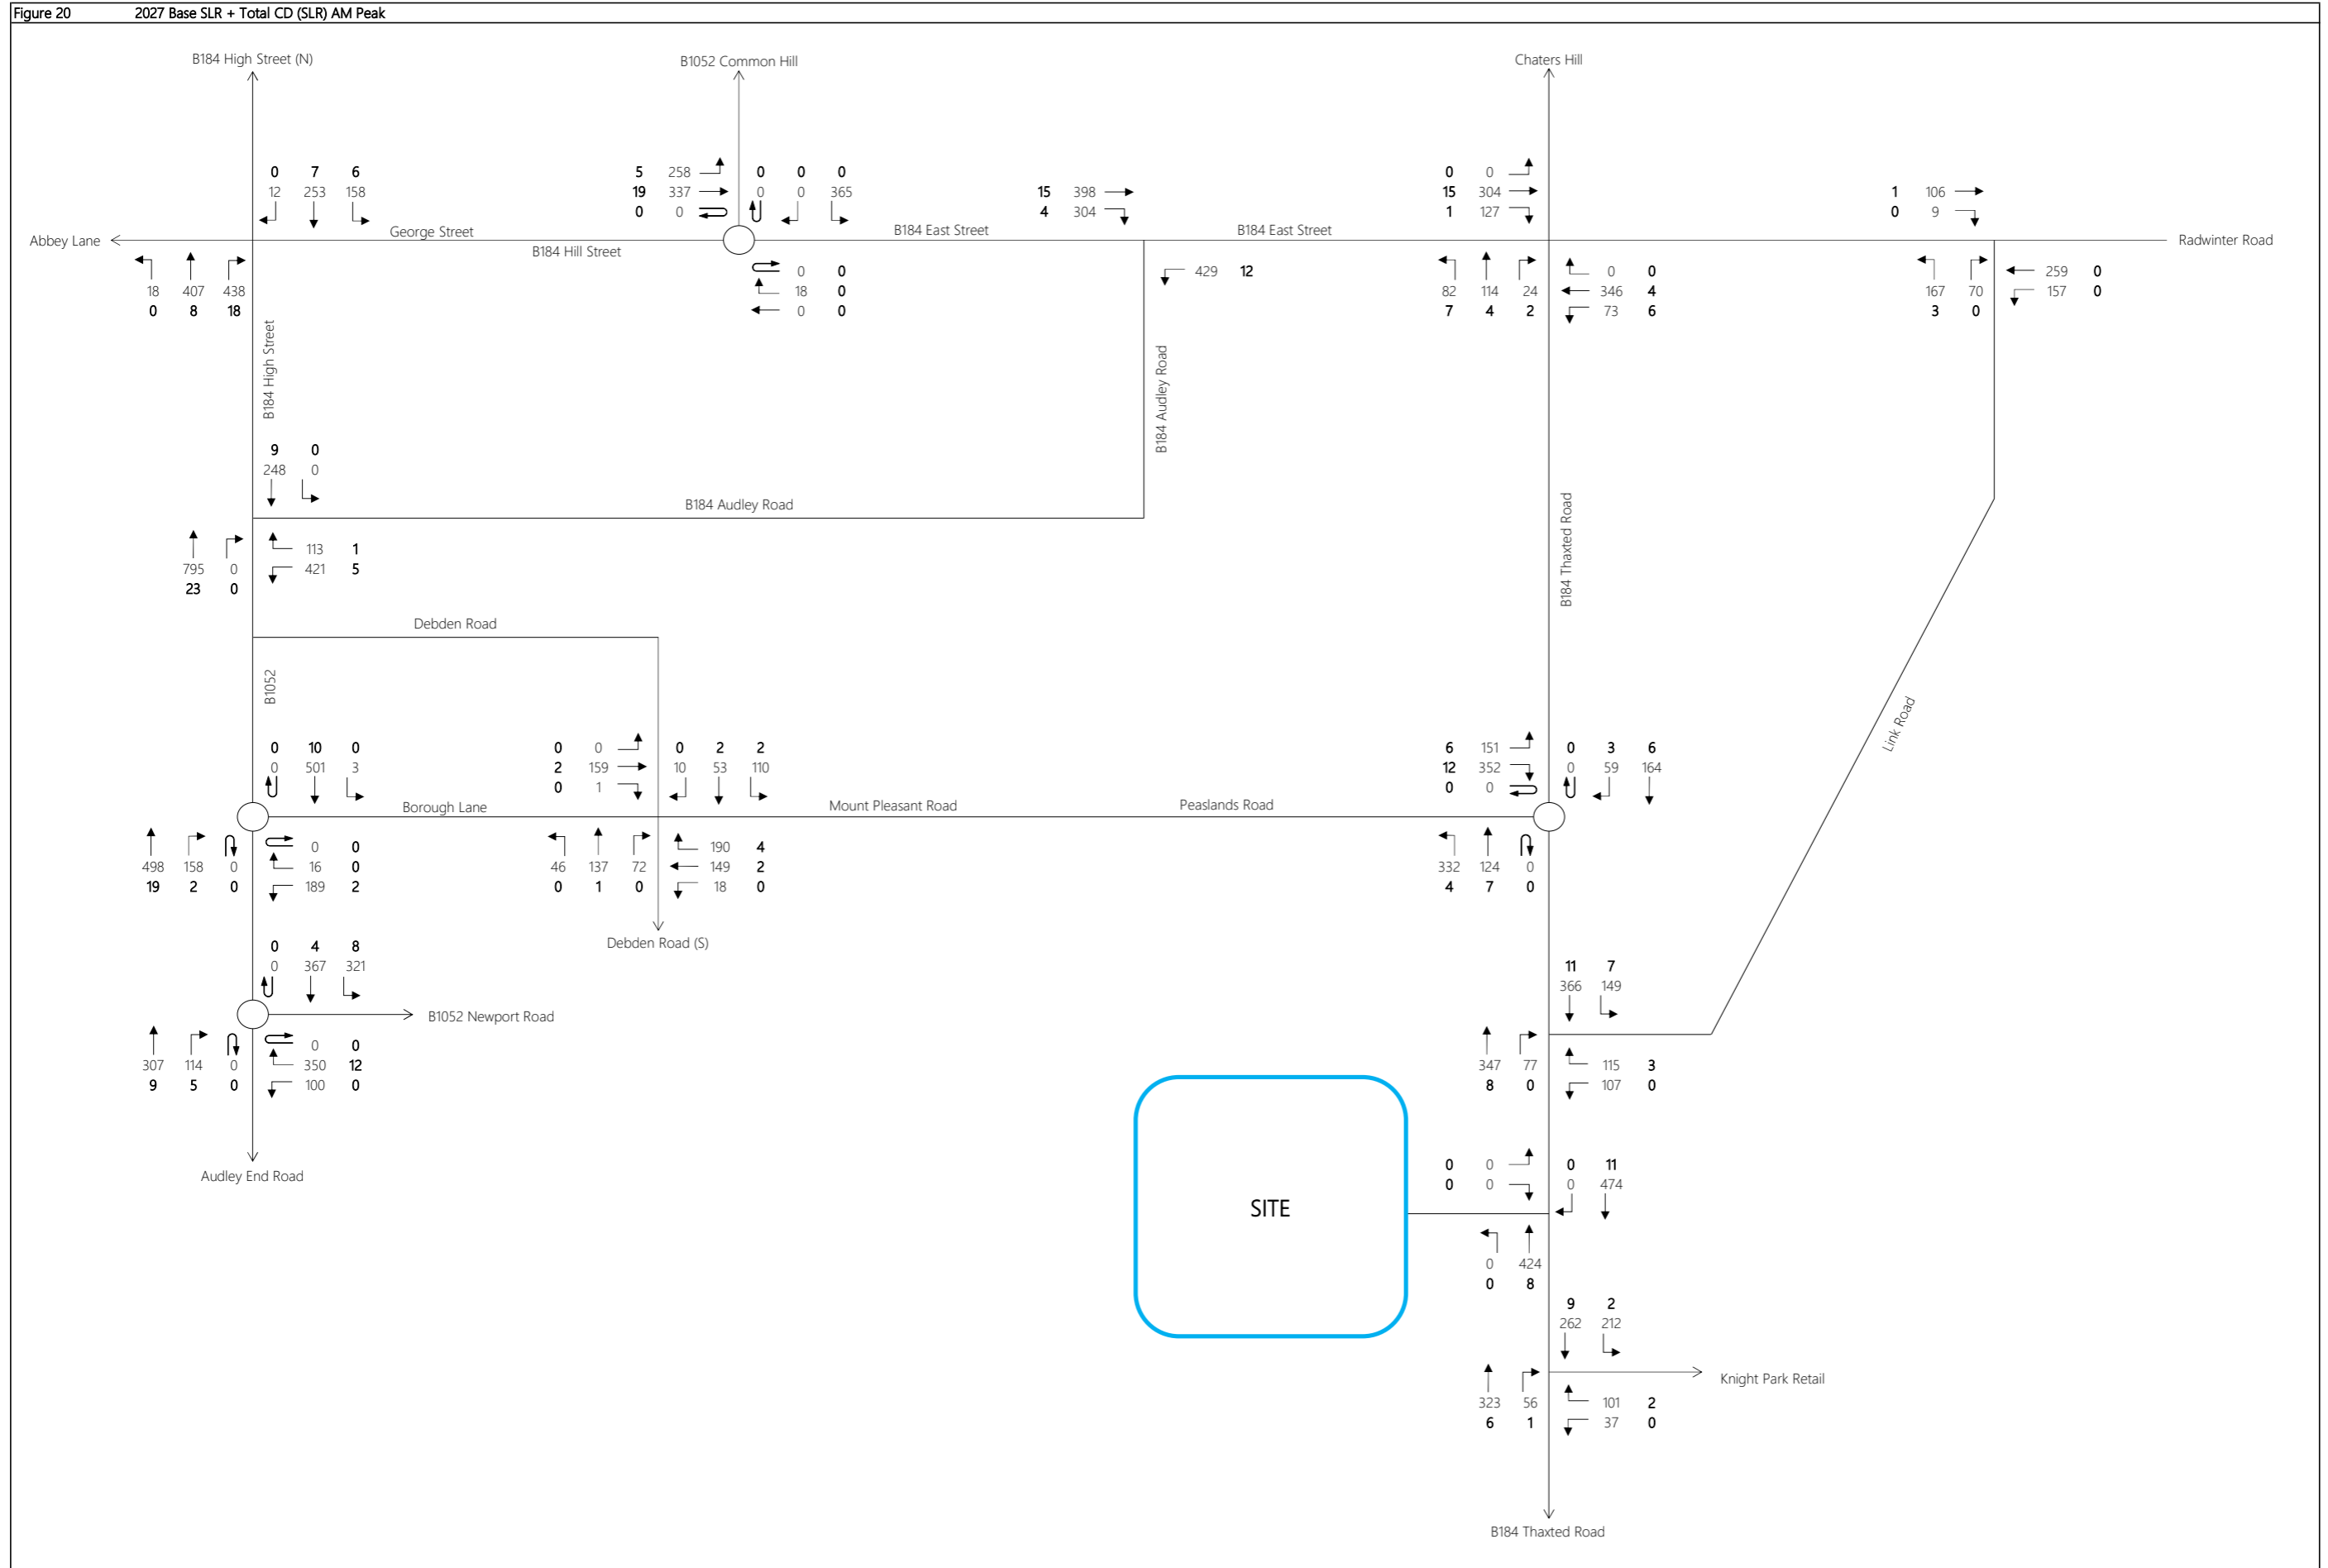 Figure 20 2027 Base SLR + Total CD (SLR) AM Peak
B184 High Street (N)
B1052 Common Hill
Chaters Hill
0 7 6
12 253 158
5 258
19 337
0 0
0 0 0
0 0 365
15 398
4 304
0 0
15 304
1 127
1 106
0 9
Abbey Lane
George Street
B184 Hill Street
B184 East Street
B184 East Street
Radwinter Road
18 407 438
0 8 18
0 0
18 0
0 0
429 12
82 114 24
7 4 2
0 0
346 4
73 6
167 70
3 0
259 0
157 0
B184 High Street
B184 Audley Road
9 0
248 0
B184 Audley Road
B184 Thaxted Road
795 0
23 0
113 1
421 5
Debden Road
B1052
Link Road
0 10 0
0 501 3
0 0
2 159
0 1
0 2 2
10 53 110
6 151
12 352
0 0
0 3 6
0 59 164
Borough Lane
Mount Pleasant Road
Peaslands Road
498 158 0
19 2 0
0 0
16 0
189 2
46 137 72
0 1 0
190 4
149 2
18 0
332 124 0
4 7 0
Debden Road (S)
0 4 8
0 367 321
11 7
366 149
B1052 Newport Road
307 114 0
9 5 0
0 0
350 12
100 0
347 77
8 0
115 3
107 0
Audley End Road
SITE
0 0
0 0
0 11
0 474
0 424
0 8
9 2
262 212
Knight Park Retail
323 56
6 1
101 2
37 0
B184 Thaxted Road